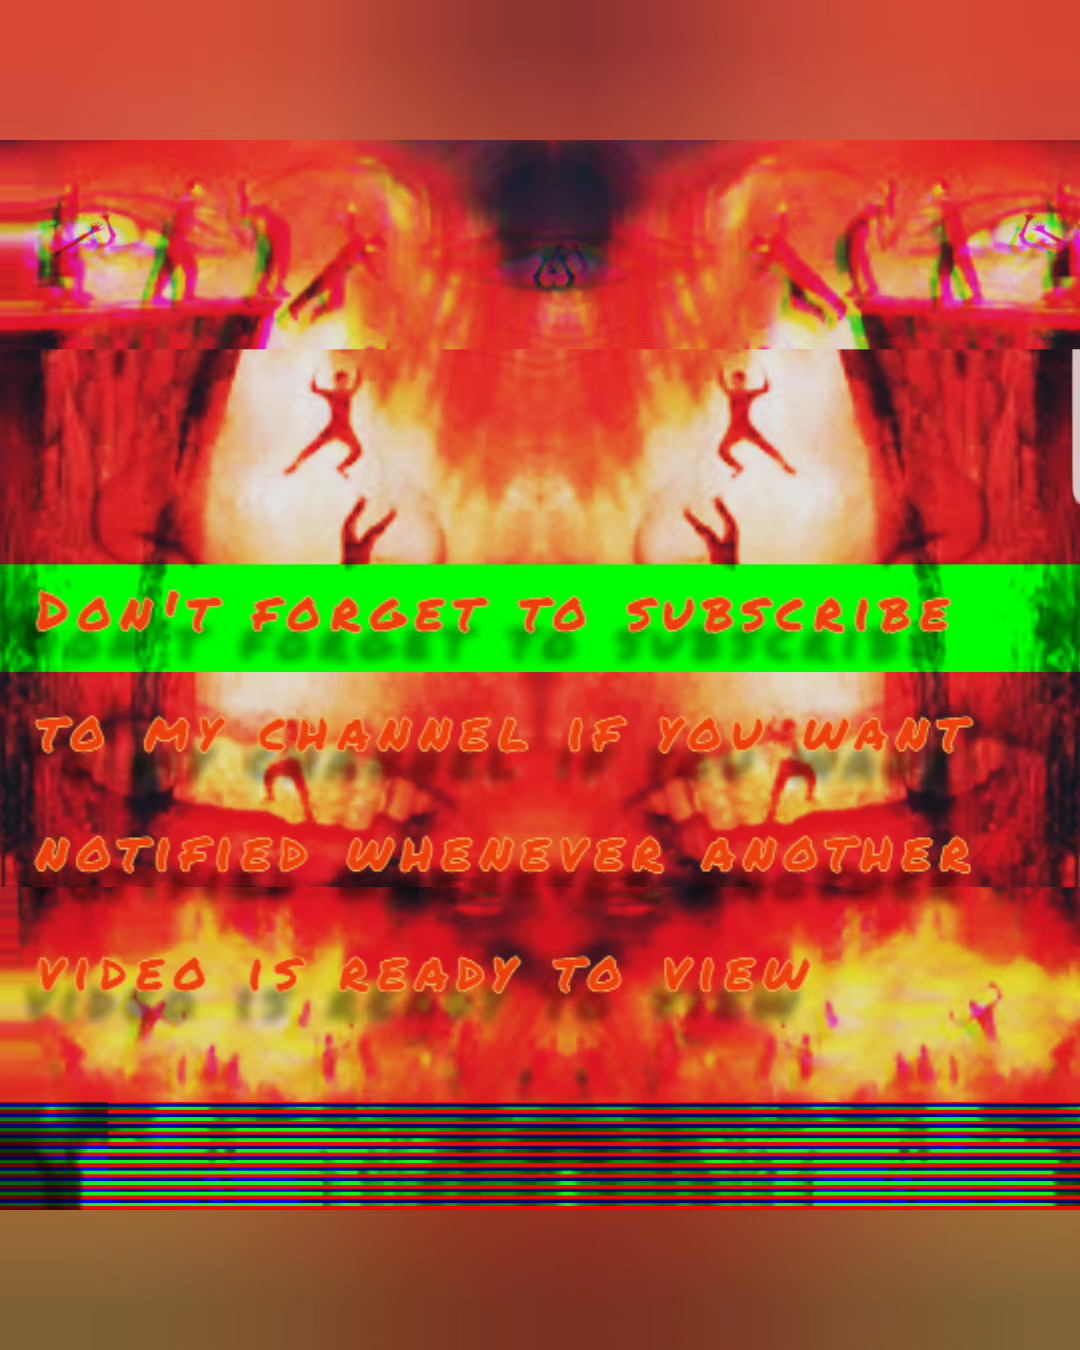 Don't forget to subscribe
to my channel if you want
notified whenever another
video is ready to view